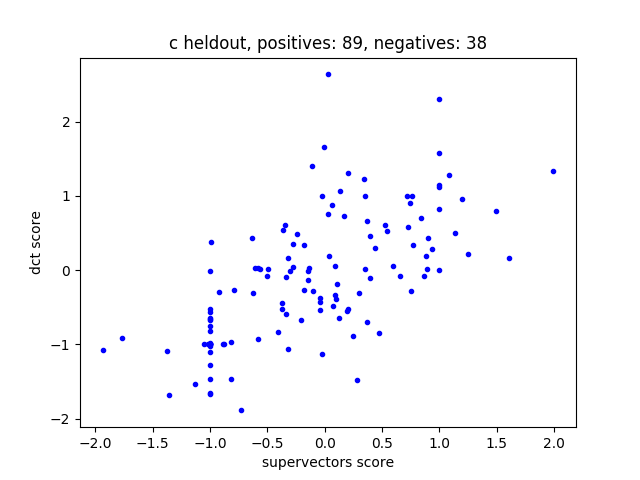 c heldout, positives: 89, negatives: 38
dct score
2
1
0
−1
−2
−2.0 −1.5 −1.0 −0.5 0.0 0.5 1.0 1.5 2.0
supervectors score